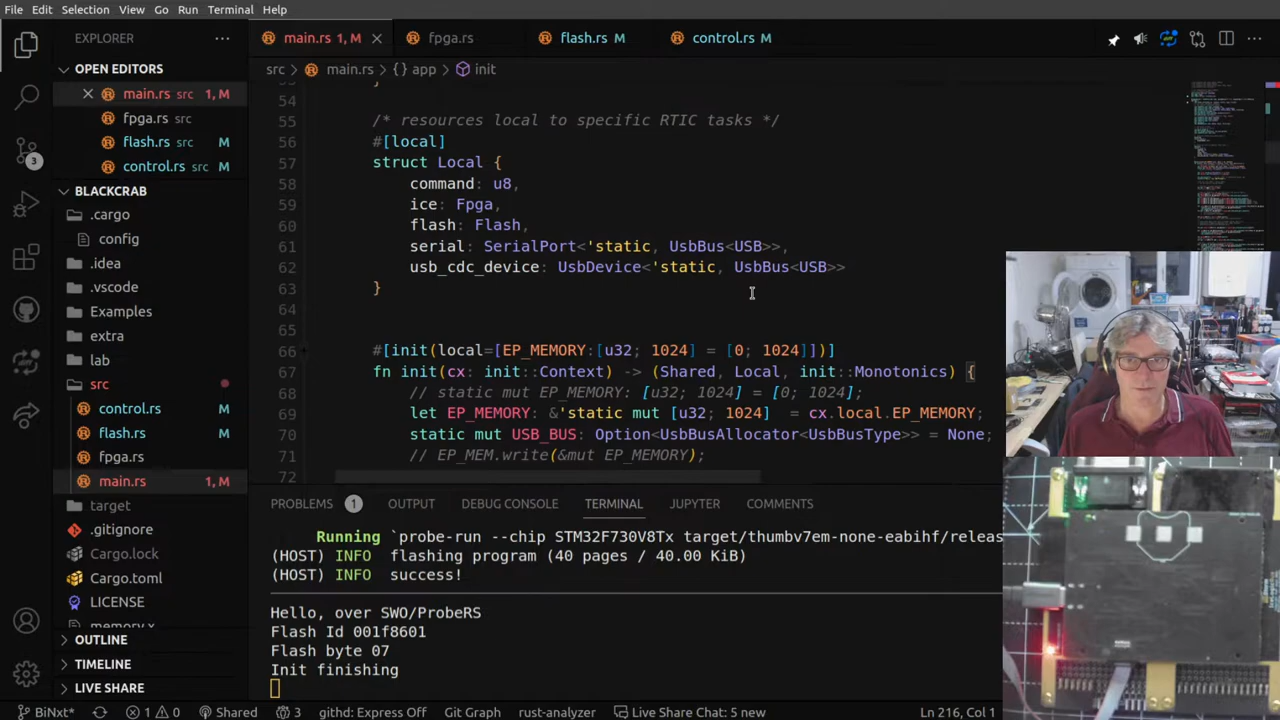 File Edit Selection View Go Run Terminal Help
EXPLORER
OPEN EDITORS
main.rs src 1, M
fpga.rs src
flash.rs src M
control.rs src M
BLACKCRAB
.cargo
config
.idea
.vscode
Examples
extra
lab
src
control.rs M
flash.rs M
fpga.rs
main.rs 1, M
target
.gitignore
Cargo.lock
Cargo.toml
LICENSE
memory.x
OUTLINE
TIMELINE
LIVE SHARE
3
main.rs 1, M
fpga.rs
flash.rs M
control.rs M
src > main.rs > {} app > init
54
55 /* resources local to specific RTIC tasks */
56 #[local]
57 struct Local {
58 command: u8,
59 ice: Fpga,
60 flash: Flash,
61 serial: SerialPort<'static, UsbBus<USB>>,
62 usb_cdc_device: UsbDevice<'static, UsbBus<USB>>
63 }
64
65
66 #[init(local=[EP_MEMORY:[u32; 1024] = [0; 1024]])]
67 fn init(cx: init::Context) -> (Shared, Local, init::Monotonics) {
68 // static mut EP_MEMORY: [u32; 1024] = [0; 1024];
69 let EP_MEMORY: &'static mut [u32; 1024] = cx.local.EP_MEMORY;
70 static mut USB_BUS: Option<UsbBusAllocator<UsbBusType>> = None;
71 // EP_MEM.write(&mut EP_MEMORY);
72
PROBLEMS 1 OUTPUT DEBUG CONSOLE TERMINAL JUPYTER COMMENTS
Running `probe-run --chip STM32F730V8Tx target/thumbv7em-none-eabihf/releas
(HOST) INFO flashing program (40 pages / 40.00 KiB)
(HOST) INFO success!
Hello, over SWO/ProbeRS
Flash Id 001f8601
Flash byte 07
Init finishing
BiNxt* 1 0 Shared 3 githd: Express Off Git Graph rust-analyzer Live Share Chat: 5 new Ln 216, Col 1